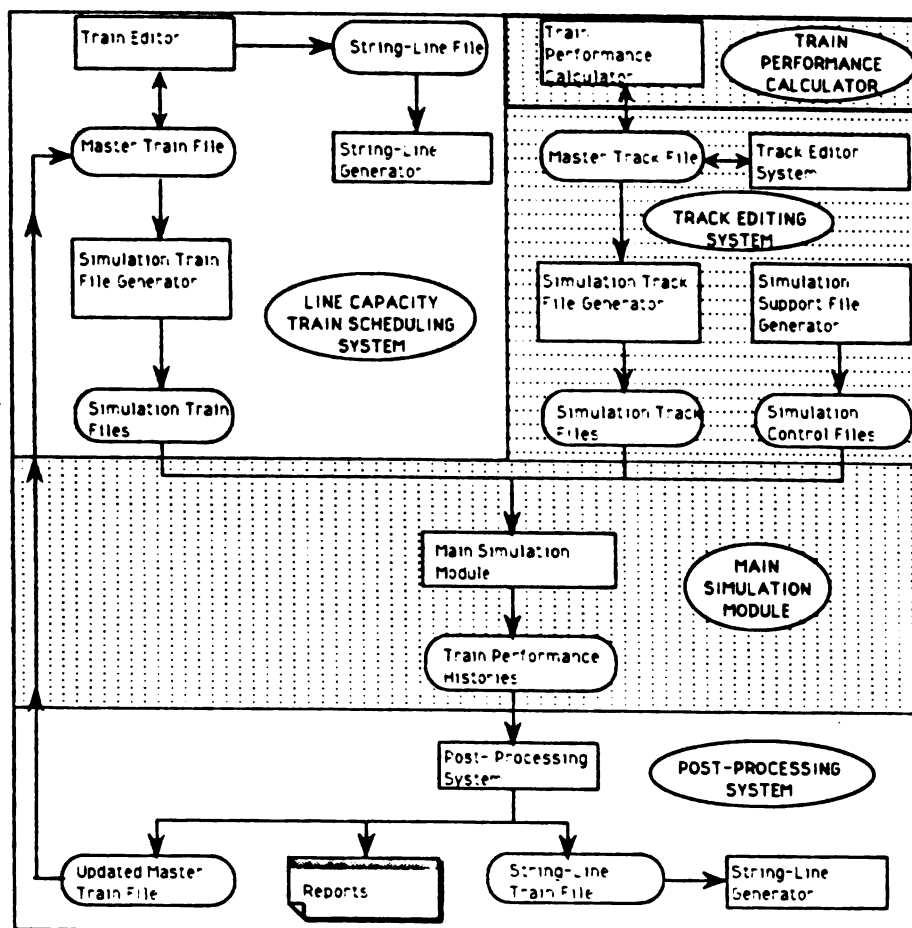 Train Editor
String-Line File
Train
Performance
Calculator
TRAIN
PERFORMANCE
CALCULATOR
Master Train File
String-Line
Generator
Master Track File
Track Editor
System
TRACK EDITING
SYSTEM
Simulation Train
File Generator
LINE CAPACITY
TRAIN SCHEDULING
SYSTEM
Simulation Track
File Generator
Simulation
Support File
Generator
Simulation Train
Files
Simulation Track
Files
Simulation
Control Files
Main Simulation
Module
MAIN
SIMULATION
MODULE
Train Performance
Histories
Post-Processing
System
POST-PROCESSING
SYSTEM
Updated Master
Train File
Reports
String-Line
Train File
String-Line
Generator